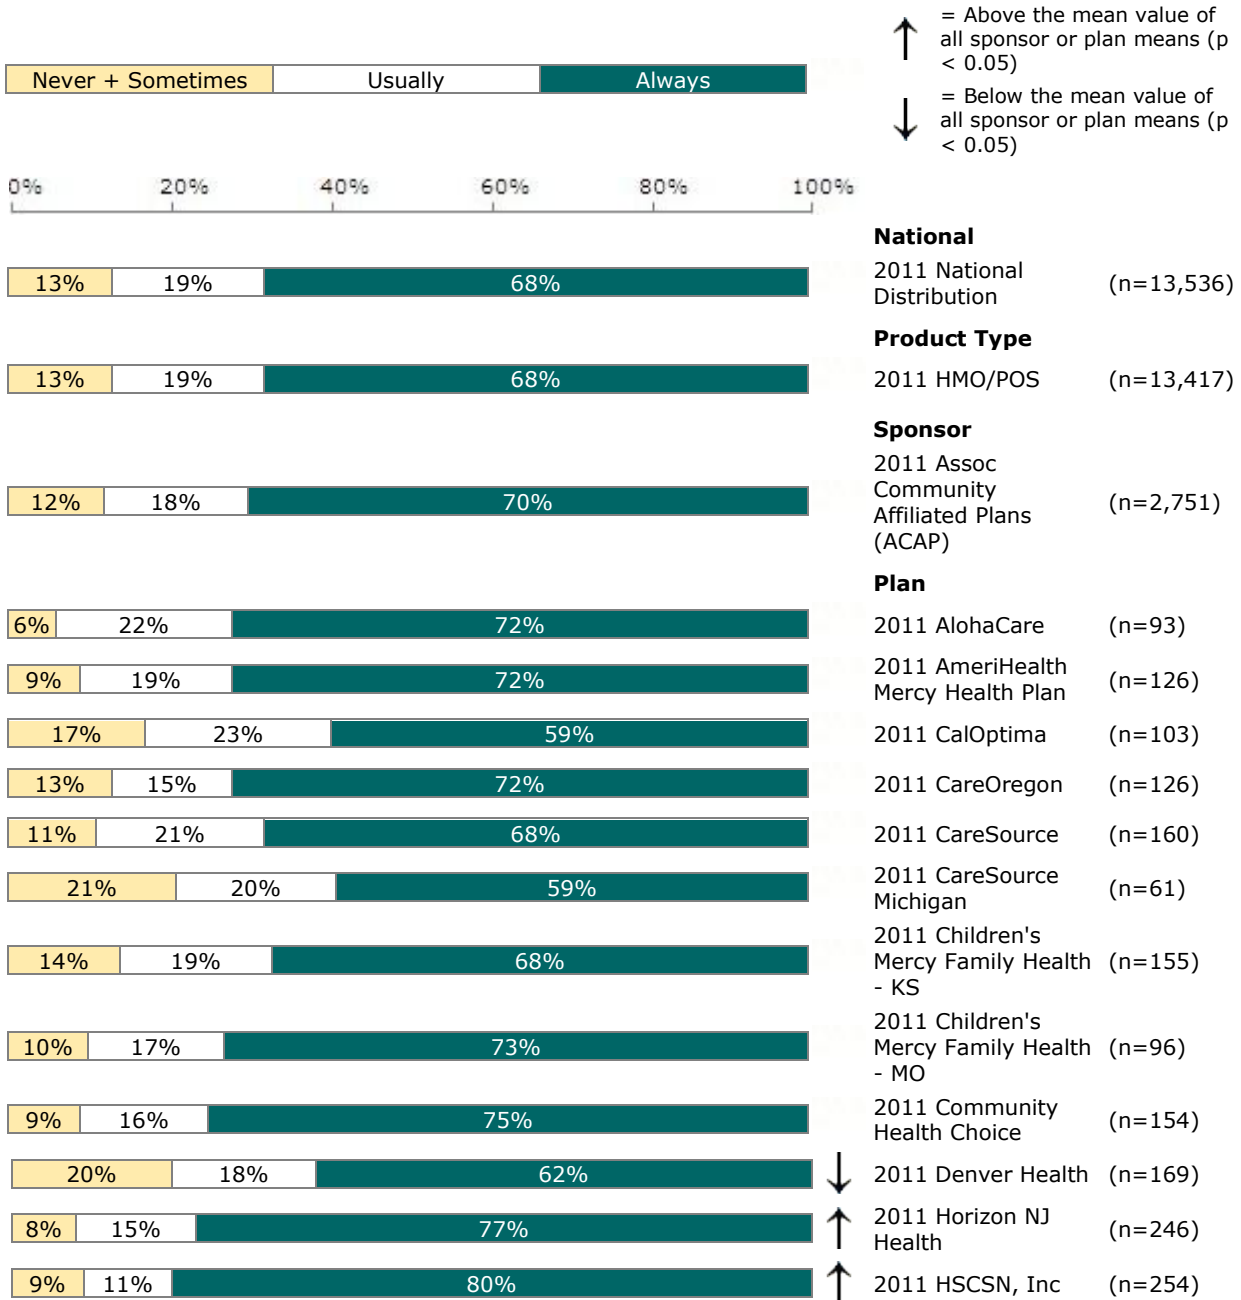 = Above the mean value of
all sponsor or plan means (p
< 0.05)
Never + Sometimes Usually Always
= Below the mean value of
all sponsor or plan means (p
< 0.05)
0% 20% 40% 60% 80% 100%
National
13% 19% 68% 2011 National
Distribution (n=13,536)
Product Type
13% 19% 68% 2011 HMO/POS (n=13,417)
Sponsor
2011 Assoc
Community
12% 18% 70% Affiliated Plans (n=2,751)
(ACAP)
Plan
6% 22% 72% 2011 AlohaCare (n=93)
9% 19% 72% 2011 AmeriHealth
Mercy Health Plan (n=126)
17% 23% 59% 2011 CalOptima (n=103)
13% 15% 72% 2011 CareOregon (n=126)
11% 21% 68% 2011 CareSource (n=160)
21% 20% 59% 2011 CareSource
Michigan (n=61)
2011 Children's
14% 19% 68% Mercy Family Health (n=155)
- KS
2011 Children's
10% 17% 73% Mercy Family Health (n=96)
- MO
9% 16% 75% 2011 Community
Health Choice (n=154)
20% 18% 62% ↓ 2011 Denver Health (n=169)
8% 15% 77% ↑ 2011 Horizon NJ
Health (n=246)
9% 11% 80% ↑ 2011 HSCSN, Inc (n=254)